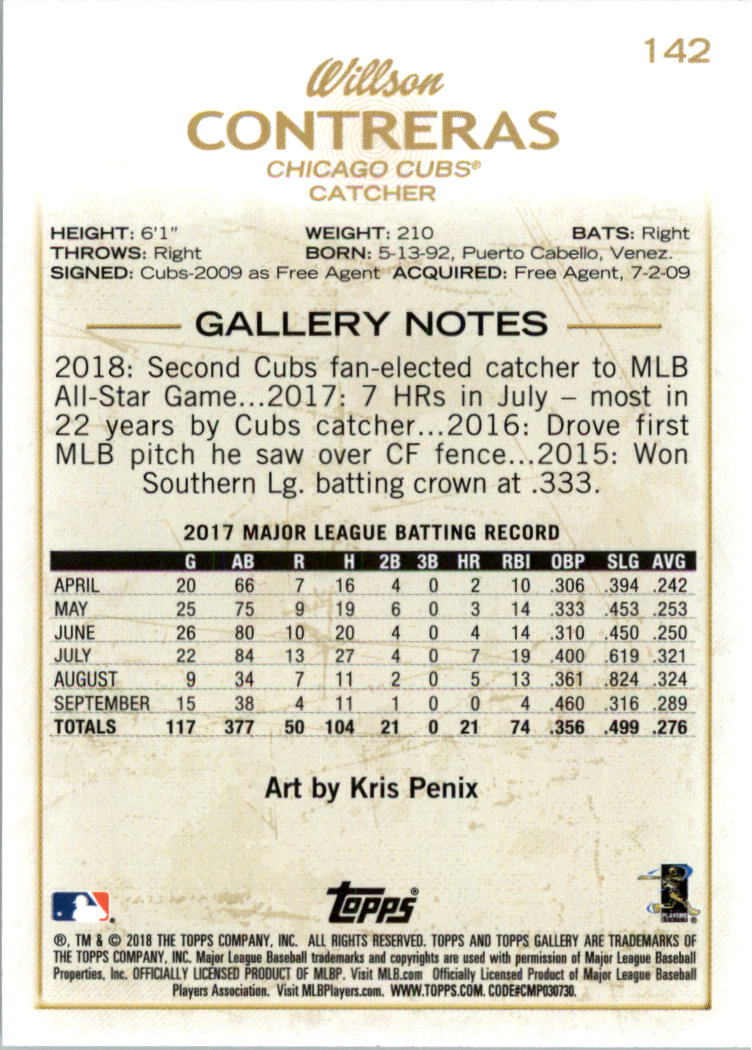 142
Willson
CONTRERAS
CHICAGO CUBS®
CATCHER
HEIGHT: 6'1" WEIGHT: 210 BATS: Right
THROWS: Right BORN: 5-13-92, Puerto Cabello, Venez.
SIGNED: Cubs-2009 as Free Agent ACQUIRED: Free Agent, 7-2-09
GALLERY NOTES
2018: Second Cubs fan-elected catcher to MLB
All-Star Game...2017: 7 HRs in July – most in
22 years by Cubs catcher...2016: Drove first
MLB pitch he saw over CF fence...2015: Won
Southern Lg. batting crown at .333.
2017 MAJOR LEAGUE BATTING RECORD
G AB R H 2B 3B HR RBI OBP SLG AVG
APRIL 20 66 7 16 4 0 2 10 .306 .394 .242
MAY 25 75 9 19 6 0 3 14 .333 .453 .253
JUNE 26 80 10 20 4 0 4 14 .310 .450 .250
JULY 22 84 13 27 4 0 7 19 .400 .619 .321
AUGUST 9 34 7 11 2 0 5 13 .361 .824 .324
SEPTEMBER 15 38 4 11 1 0 0 4 .460 .316 .289
TOTALS 117 377 50 104 21 0 21 74 .356 .499 .276
Art by Kris Penix
Topps®
PLAYERS
®, TM & © 2018 THE TOPPS COMPANY, INC. ALL RIGHTS RESERVED. TOPPS AND TOPPS GALLERY ARE TRADEMARKS OF
THE TOPPS COMPANY, INC. Major League Baseball trademarks and copyrights are used with permission of Major League Baseball
Properties, Inc. OFFICIALLY LICENSED PRODUCT OF MLBP. Visit MLB.com Officially Licensed Product of Major League Baseball
Players Association. Visit MLBPlayers.com. WWW.TOPPS.COM. CODE#CMP030730.